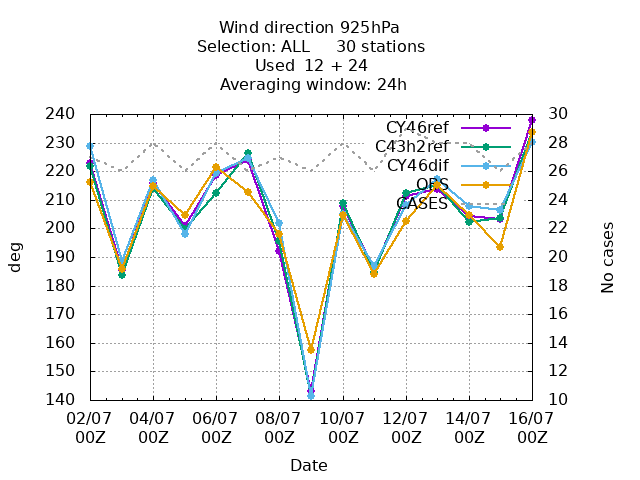 Wind direction 925hPa
Selection: ALL     30 stations
Used  12 + 24
Averaging window: 24h
240 30
230 28
220 26
210 24
200 22
190 20
180 18
170 16
160 14
150 12
140 10
CY46ref
C43h2ref
CY46dif
OBS
CASES
deg
No cases
02/07 04/07 06/07 08/07 10/07 12/07 14/07 16/07
00Z 00Z 00Z 00Z 00Z 00Z 00Z 00Z
Date